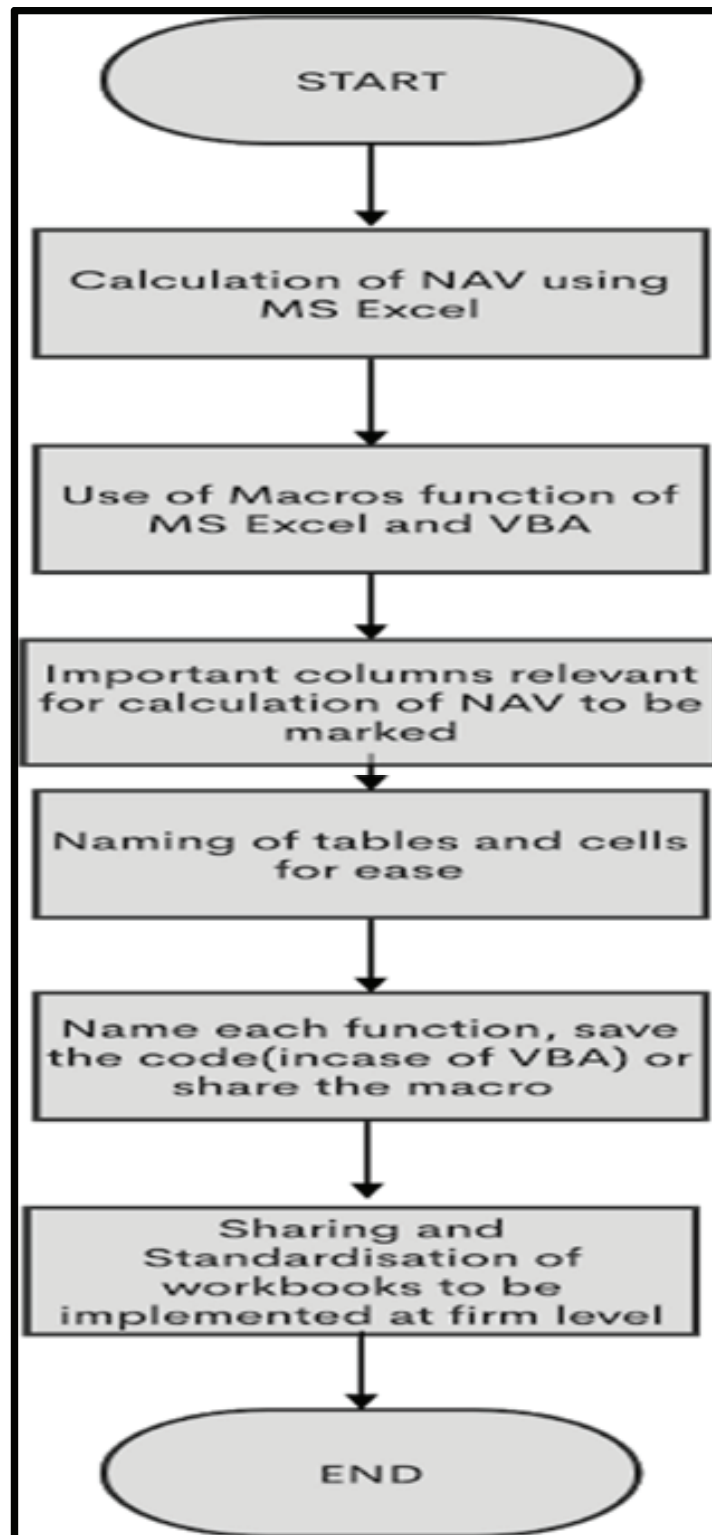 START
Calculation of NAV using
MS Excel
Use of Macros function of
MS Excel and VBA
Important columns relevant
for calculation of NAV to be
marked
Naming of tables and cells
for ease
Name each function, save
the code(incase of VBA) or
share the macro
Sharing and
Standardisation of
workbooks to be
implemented at firm level
END